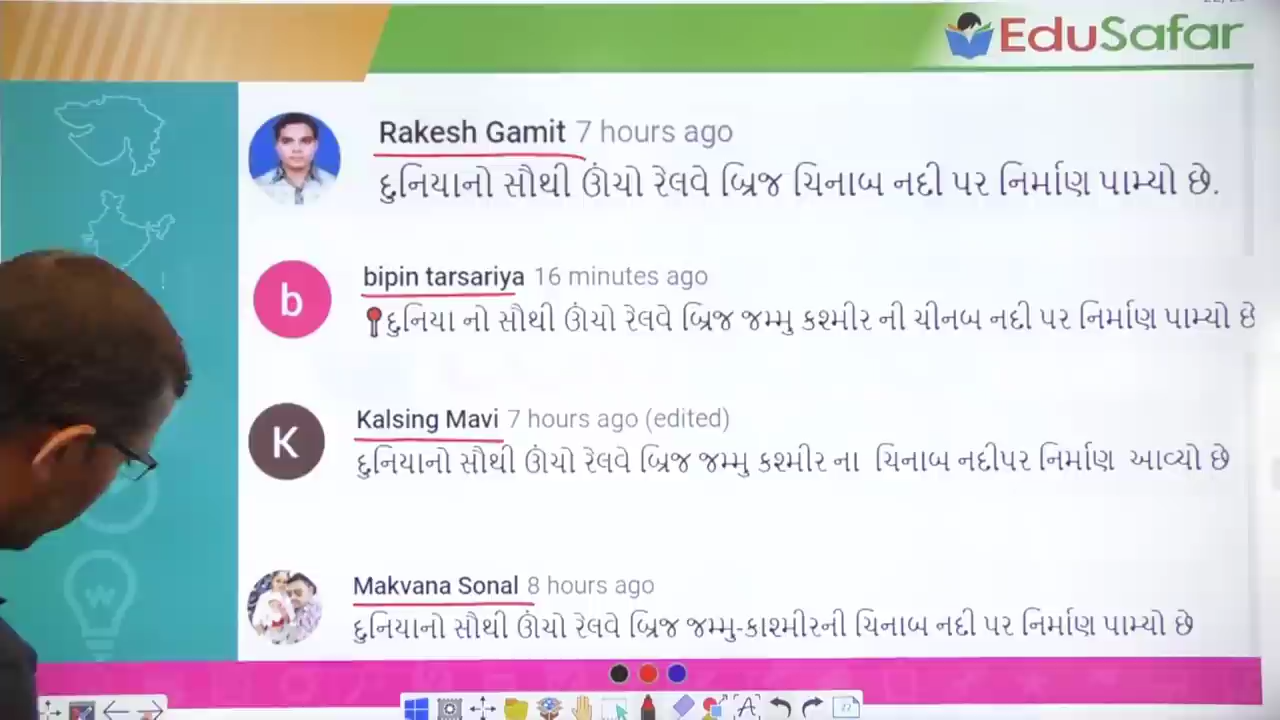 EduSafar
Rakesh Gamit 7 hours ago
દુનિયાનો સૌથી ઊંચો રેલવે બ્રિજ ચિનાબ નદી પર નિર્માણ પામ્યો છે.
b
bipin tarsariya 16 minutes ago
દુનિયા નો સૌથી ઊંચો રેલવે બ્રિજ જમ્મુ કશ્મીર ની ચીનબ નદી પર નિર્માણ પામ્યો છે
K
Kalsing Mavi 7 hours ago (edited)
દુનિયાનો સૌથી ઊંચો રેલવે બ્રિજ જમ્મુ કશ્મીર ના ચિનાબ નદીપર નિર્માણ આવ્યો છે
Makvana Sonal 8 hours ago
દુનિયાનો સૌથી ઊંચો રેલવે બ્રિજ જમ્મુ-કાશ્મીરની ચિનાબ નદી પર નિર્માણ પામ્યો છે